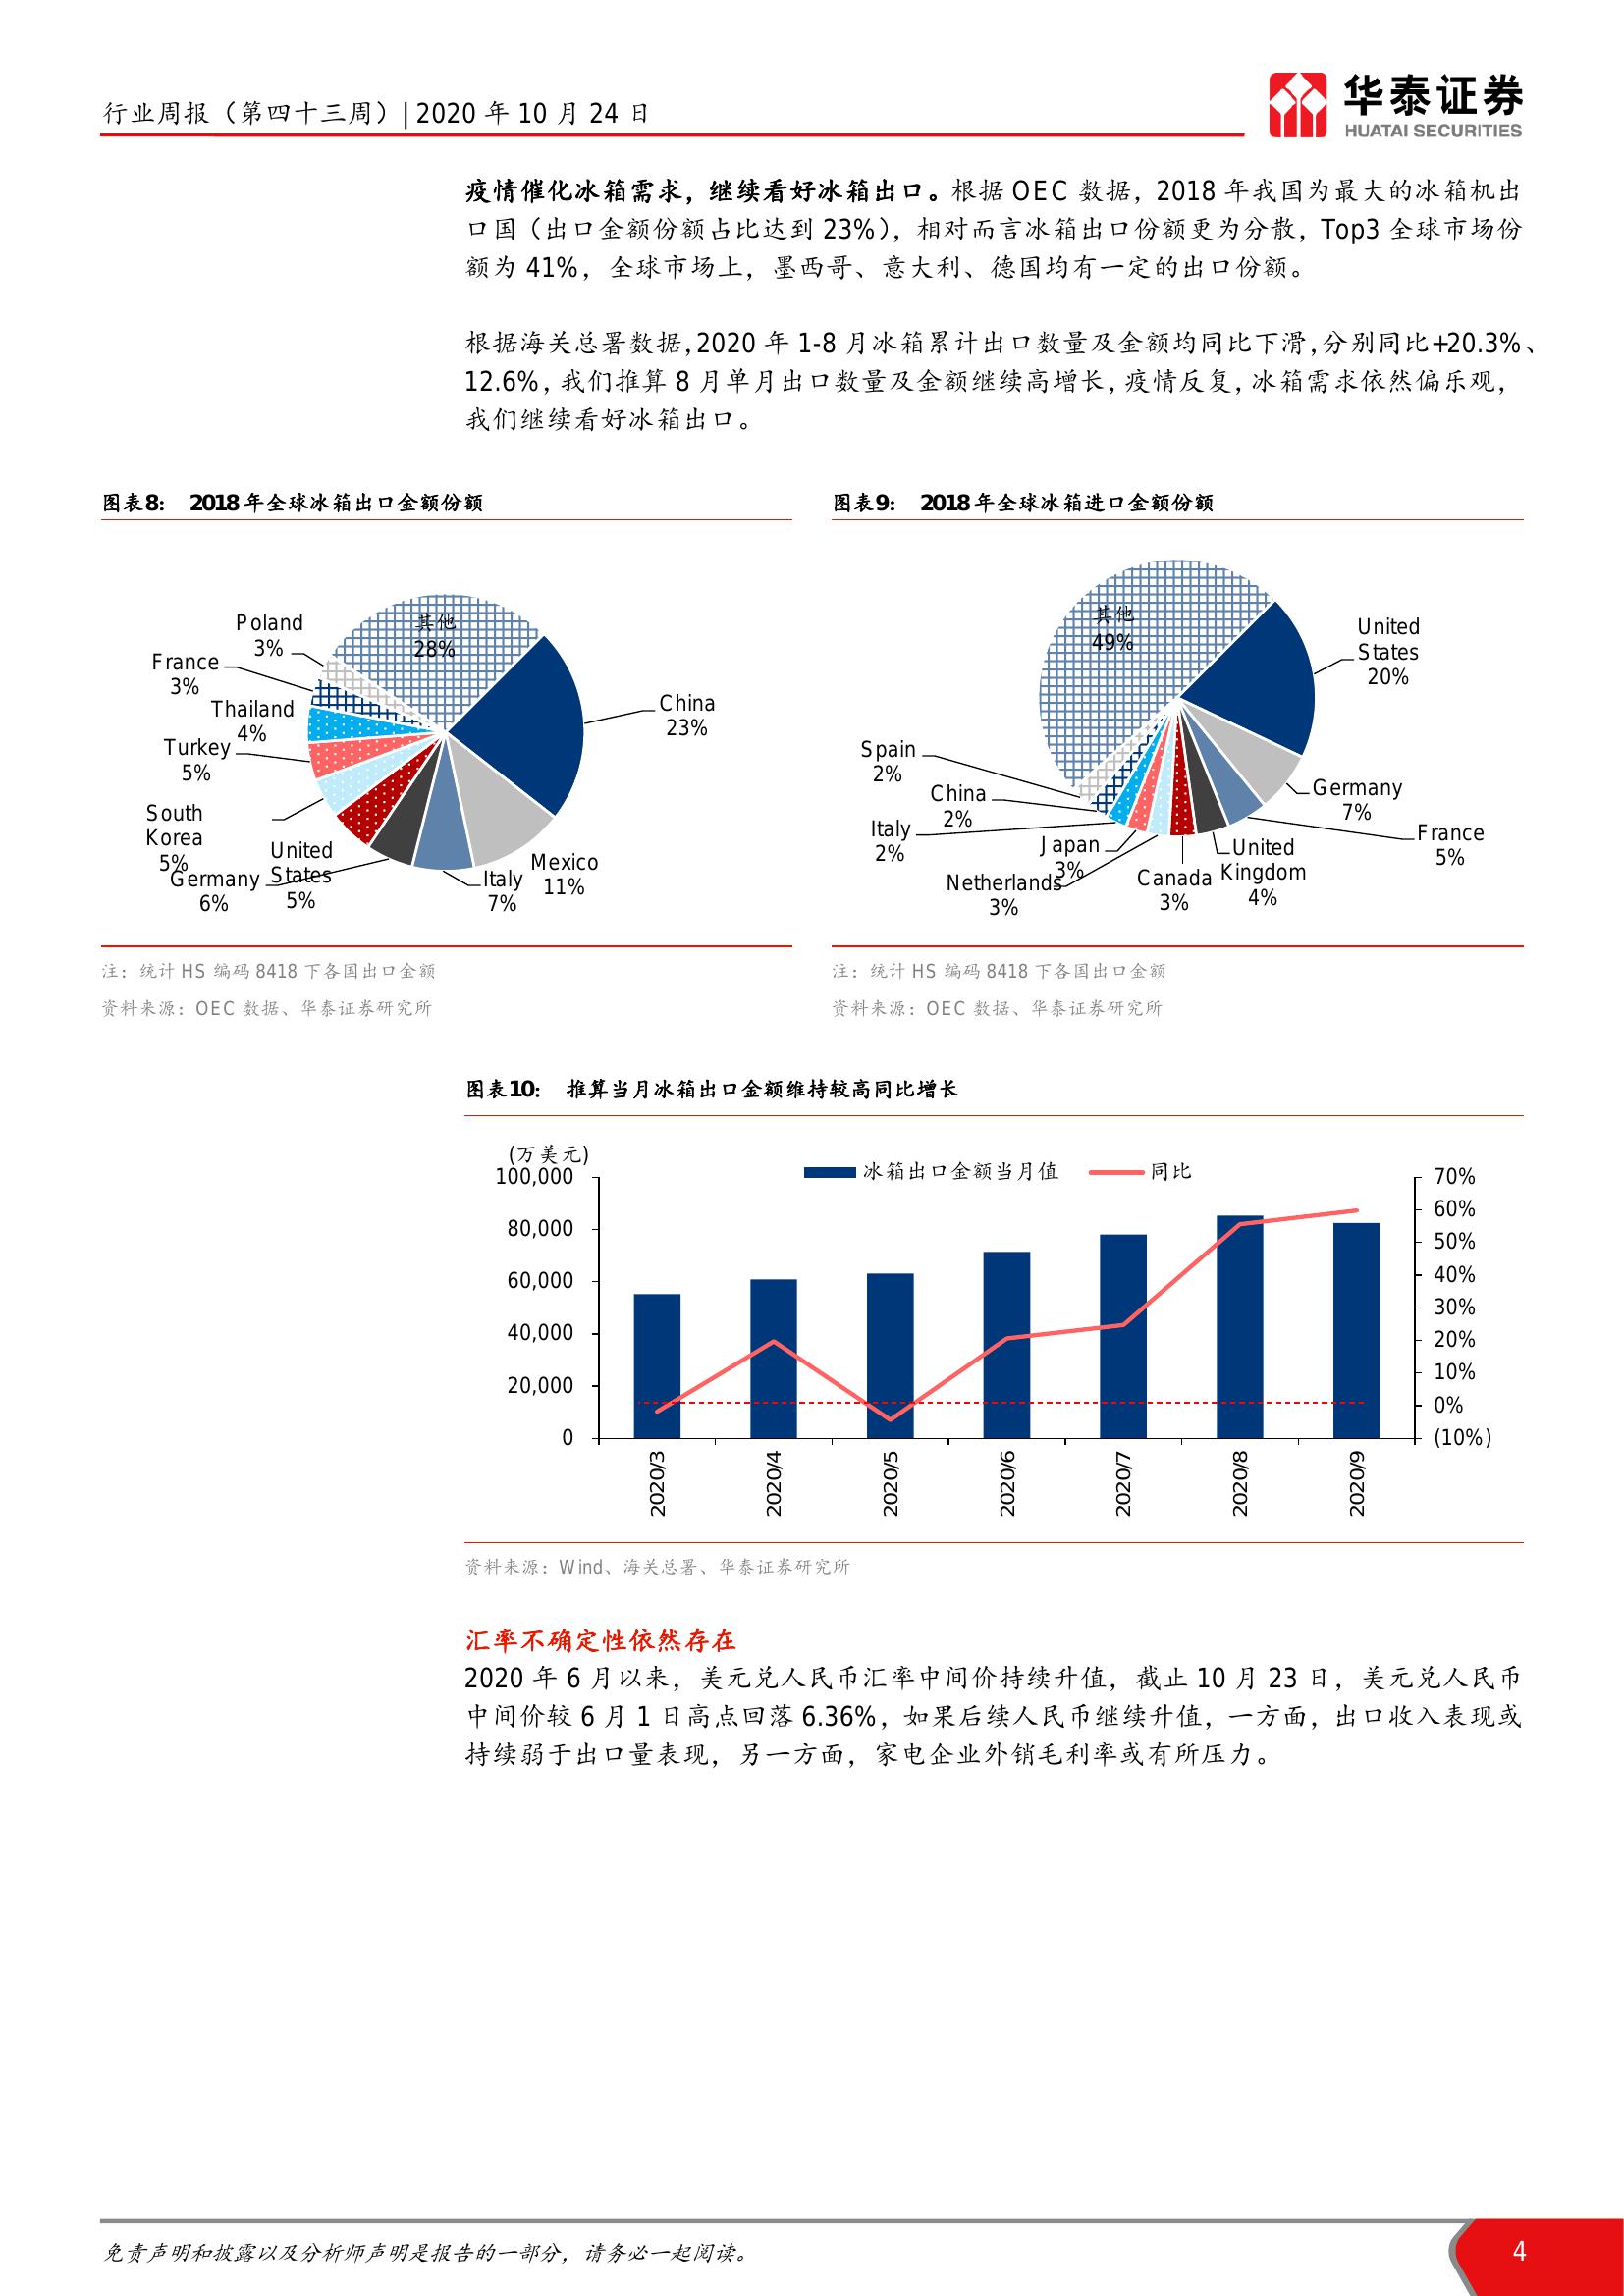 行业周报（第四十三周）| 2020 年 10 月 24 日
华泰证券
HUATAI SECURITIES
疫情催化冰箱需求，继续看好冰箱出口。根据 OEC 数据，2018 年我国为最大的冰箱机出
口国（出口金额份额占比达到 23%），相对而言冰箱出口份额更为分散，Top3 全球市场份
额为 41%，全球市场上，墨西哥、意大利、德国均有一定的出口份额。
根据海关总署数据，2020 年 1-8 月冰箱累计出口数量及金额均同比下滑，分别同比+20.3%、
12.6%，我们推算 8 月单月出口数量及金额继续高增长，疫情反复，冰箱需求依然偏乐观，
我们继续看好冰箱出口。
图表8： 2018 年全球冰箱出口金额份额
其他
28%
China
23%
Mexico
11%
Italy
7%
Germany
6%
United
States
5%
South
Korea
5%
Turkey
5%
Thailand
4%
France
3%
Poland
3%
注：统计 HS 编码 8418 下各国出口金额
资料来源：OEC 数据、华泰证券研究所
图表9： 2018 年全球冰箱进口金额份额
其他
49%
United
States
20%
Germany
7%
France
5%
United
Kingdom
4%
Canada
3%
Netherlands
3%
Japan
3%
Italy
2%
China
2%
Spain
2%
注：统计 HS 编码 8418 下各国出口金额
资料来源：OEC 数据、华泰证券研究所
图表10： 推算当月冰箱出口金额维持较高同比增长
(万美元)
冰箱出口金额当月值 同比
100,000
80,000
60,000
40,000
20,000
0
70%
60%
50%
40%
30%
20%
10%
0%
(10%)
2020/3
2020/4
2020/5
2020/6
2020/7
2020/8
2020/9
资料来源：Wind、海关总署、华泰证券研究所
汇率不确定性依然存在
2020 年 6 月以来，美元兑人民币汇率中间价持续升值，截止 10 月 23 日，美元兑人民币
中间价较 6 月 1 日高点回落 6.36%，如果后续人民币继续升值，一方面，出口收入表现或
持续弱于出口量表现，另一方面，家电企业外销毛利率或有所压力。
免责声明和披露以及分析师声明是报告的一部分，请务必一起阅读。
4